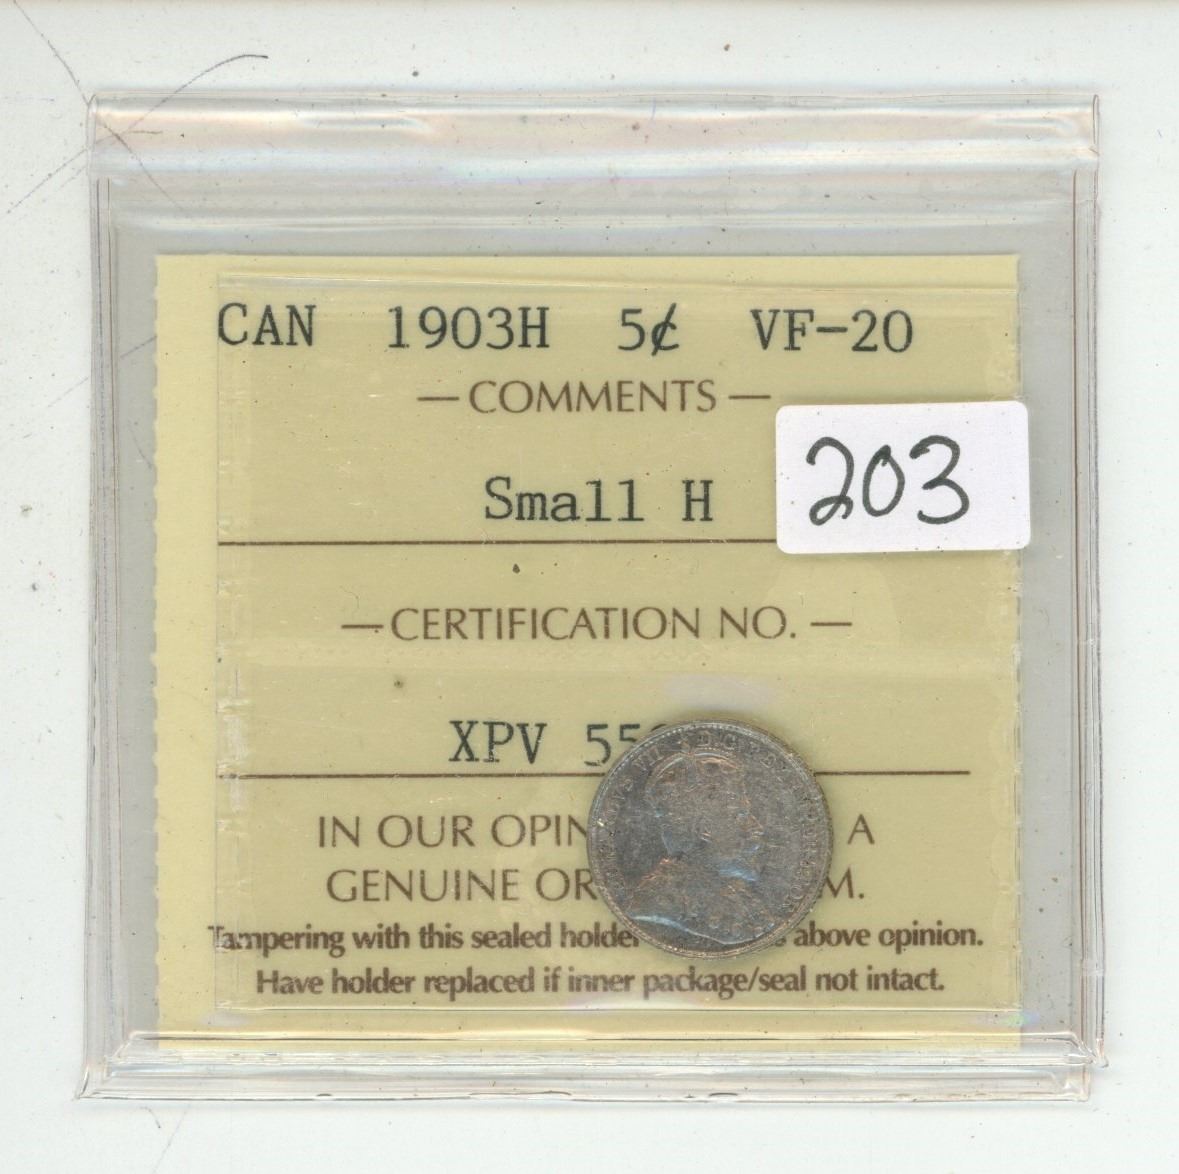 CAN 1903H 5¢ VF-20
— COMMENTS —
203
Small H
— CERTIFICATION NO. —
XPV
IN OUR A
GENUINE OR
Tampering with this sealed holder above opinion.
Have holder replaced if inner package/seal not intact.